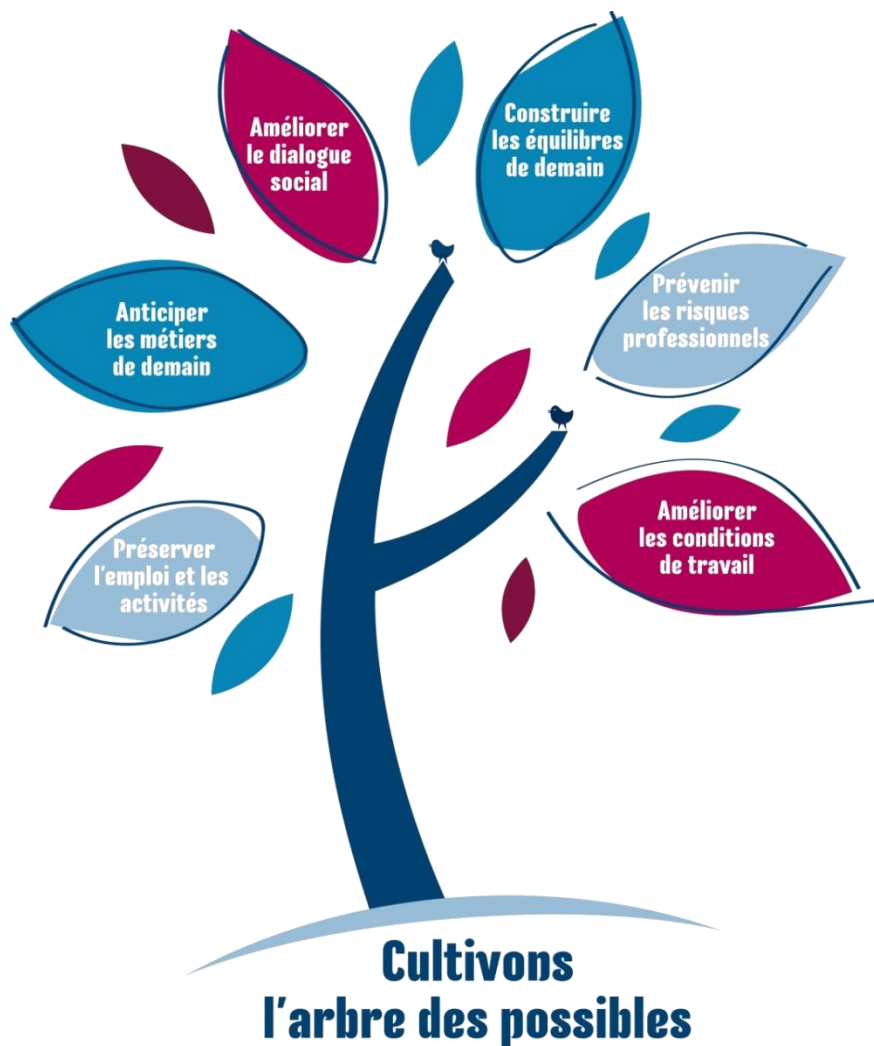 Améliorer
le dialogue
social
Construire
les équilibres
de demain
Anticiper
les métiers
de demain
Prévenir
les risques
professionnels
Préserver
l'emploi et les
activités
Améliorer
les conditions
de travail
Cultivons
l'arbre des possibles